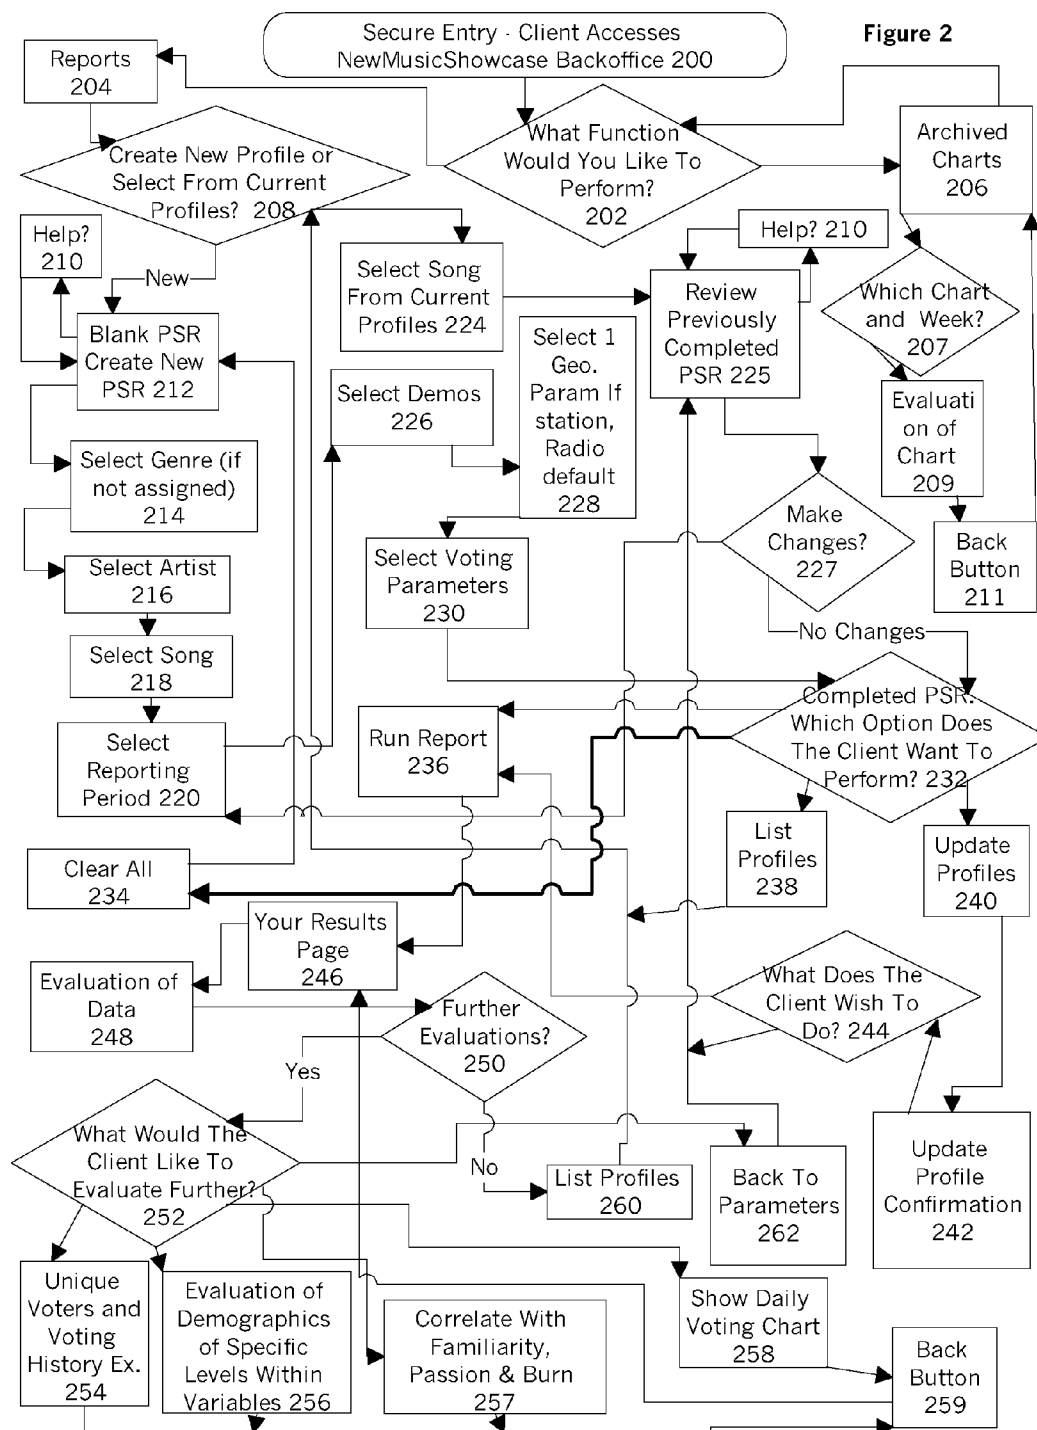 Secure Entry - Client Accesses
NewMusicShowcase Backoffice 200
Figure 2
Reports
204
What Function
Would You Like To
Perform?
202
Archived
Charts
206
Create New Profile or
Select From Current
Profiles? 208
Help?
210
New
Help? 210
Select Song
From Current
Profiles 224
Review
Previously
Completed
PSR 225
Which Chart
and Week?
207
Blank PSR
Create New
PSR 212
Select 1
Geo.
Param If
station,
Radio
default
228
Select Demos
226
Evaluati
on of
Chart
209
Select Genre (if
not assigned)
214
Make
Changes?
227
Back
Button
211
Select Voting
Parameters
230
Select Artist
216
No Changes
Select Song
218
Completed PSR.
Which Option Does
The Client Want To
Perform? 232
Run Report
236
Select
Reporting
Period 220
List
Profiles
238
Update
Profiles
240
Clear All
234
Your Results
Page
246
Evaluation of
Data
248
Further
Evaluations?
250
What Does The
Client Wish To
Do? 244
Yes
What Would The
Client Like To
Evaluate Further?
252
No
List Profiles
260
Back To
Parameters
262
Update
Profile
Confirmation
242
Unique
Voters and
Voting
History Ex.
254
Evaluation of
Demographics
of Specific
Levels Within
Variables 256
Correlate With
Familiarity,
Passion & Burn
257
Show Daily
Voting Chart
258
Back
Button
259